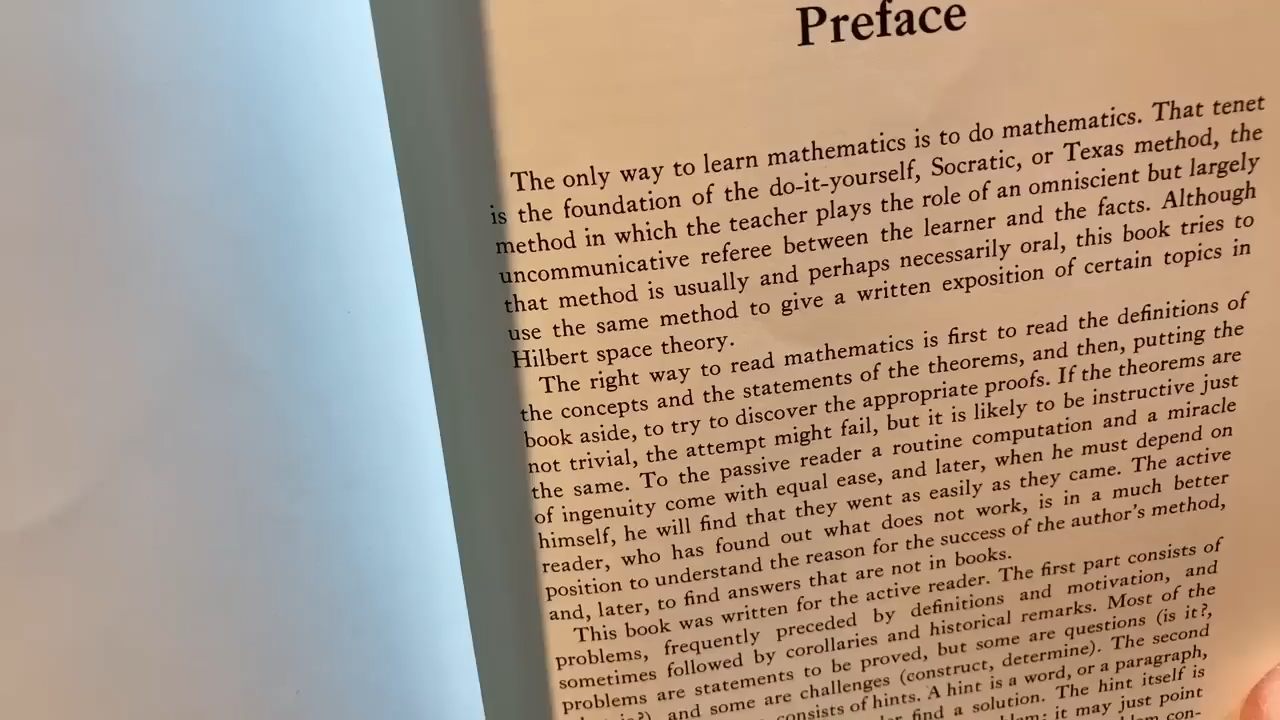 Preface
The only way to learn mathematics is to do mathematics. That tenet
is the foundation of the do-it-yourself, Socratic, or Texas method, the
method in which the teacher plays the role of an omniscient but largely
uncommunicative referee between the learner and the facts. Although
that method is usually and perhaps necessarily oral, this book tries to
use the same method to give a written exposition of certain topics in
Hilbert space theory.
The right way to read mathematics is first to read the definitions of
the concepts and the statements of the theorems, and then, putting the
book aside, to try to discover the appropriate proofs. If the theorems are
not trivial, the attempt might fail, but it is likely to be instructive just
the same. To the passive reader a routine computation and a miracle
of ingenuity come with equal ease, and later, when he must depend on
himself, he will find that they went as easily as they came. The active
reader, who has found out what does not work, is in a much better
position to understand the reason for the success of the author's method,
and, later, to find answers that are not in books.
This book was written for the active reader. The first part consists of
problems, frequently preceded by definitions and motivation, and
sometimes followed by corollaries and historical remarks. Most of the
problems are statements to be proved, but some are questions (is it?,
and some are challenges (construct, determine). The second
consists of hints. A hint is a word, or a paragraph,
find a solution. The hint itself is
it may just point
con-